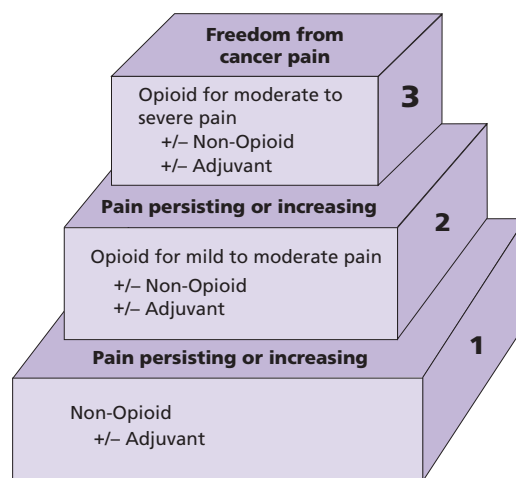 Freedom from
cancer pain
Opioid for moderate to
severe pain
+/– Non-Opioid
+/– Adjuvant
3
Pain persisting or increasing
Opioid for mild to moderate pain
+/– Non-Opioid
+/– Adjuvant
2
Pain persisting or increasing
Non-Opioid
+/– Adjuvant
1